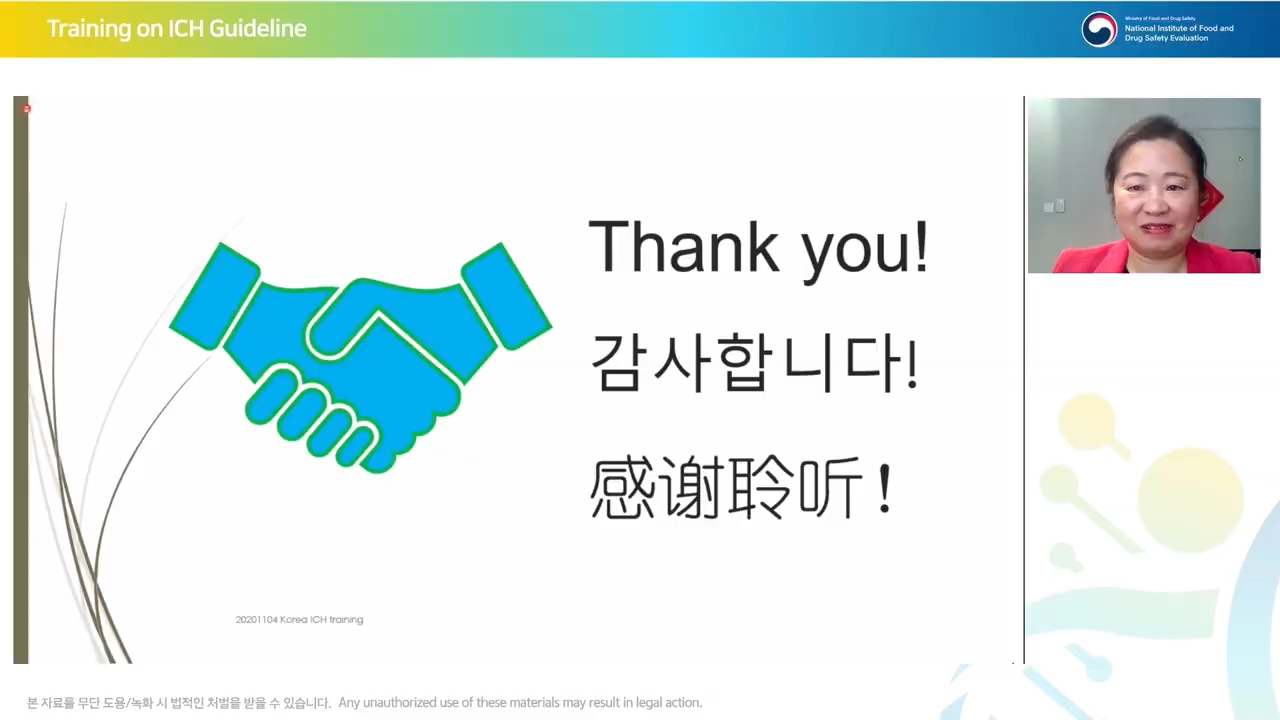 Training on ICH Guideline
Ministry of Food and Drug Safety
National Institute of Food and
Drug Safety Evaluation
Thank you!
감사합니다!
感谢聆听！
20201104 Korea ICH training
본 자료를 무단 도용/녹화 시 법적인 처벌을 받을 수 있습니다. Any unauthorized use of these materials may result in legal action.